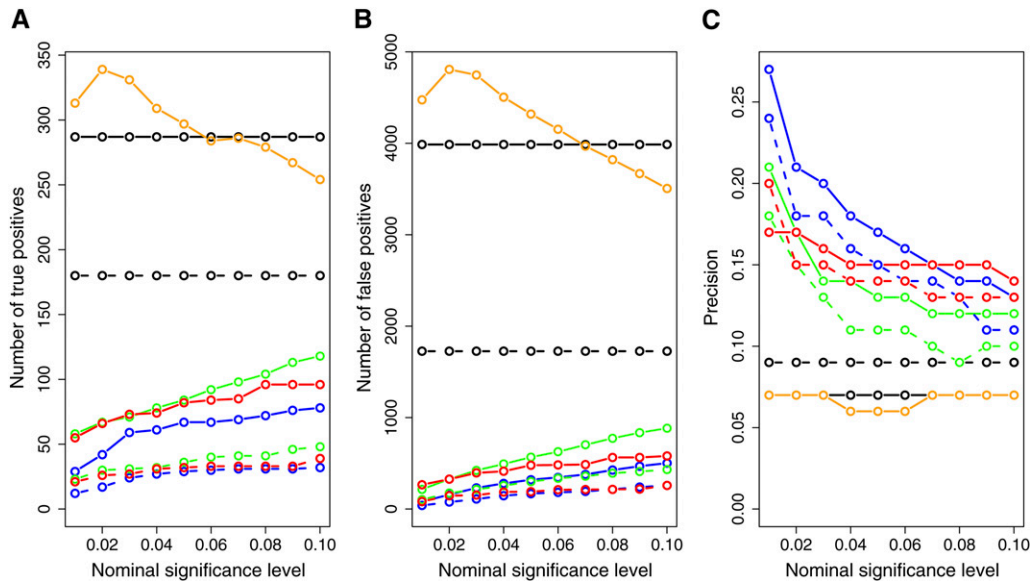 A
Number of true positives
350
300
250
200
150
100
50
0
0.02 0.04 0.06 0.08 0.10
Nominal significance level
B
Number of false positives
5000
4000
3000
2000
1000
0
0.02 0.04 0.06 0.08 0.10
Nominal significance level
C
Precision
0.25
0.20
0.15
0.10
0.05
0.00
0.02 0.04 0.06 0.08 0.10
Nominal significance level